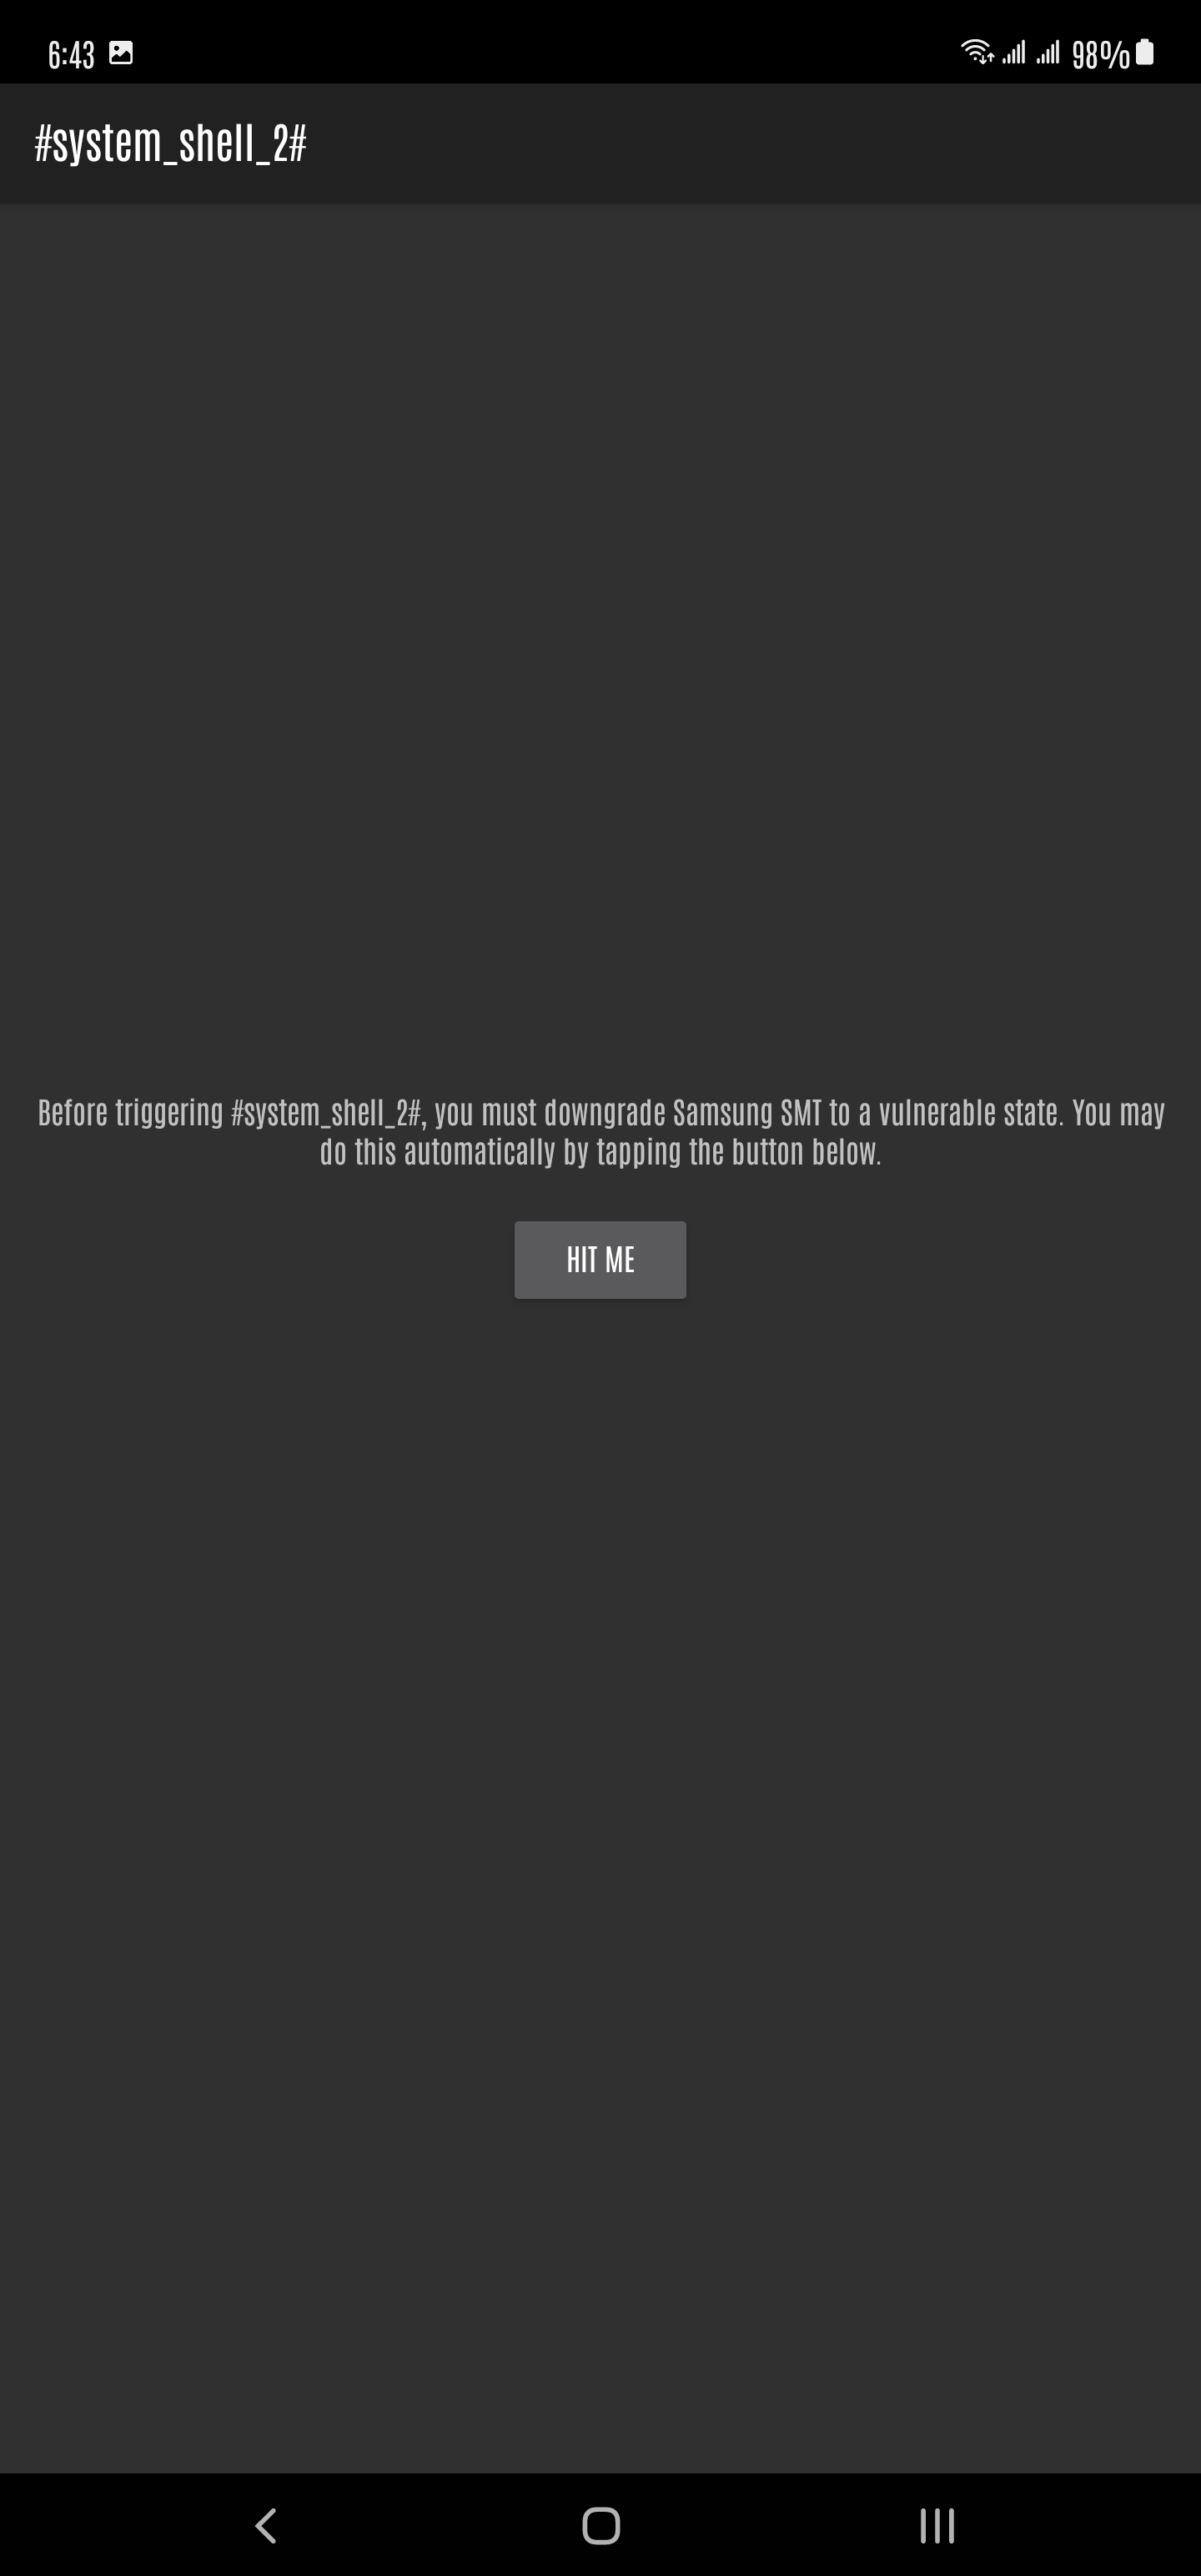 6:43 98%
#system_shell_2#
Before triggering #system_shell_2#, you must downgrade Samsung SMT to a vulnerable state. You may
do this automatically by tapping the button below.
HIT ME